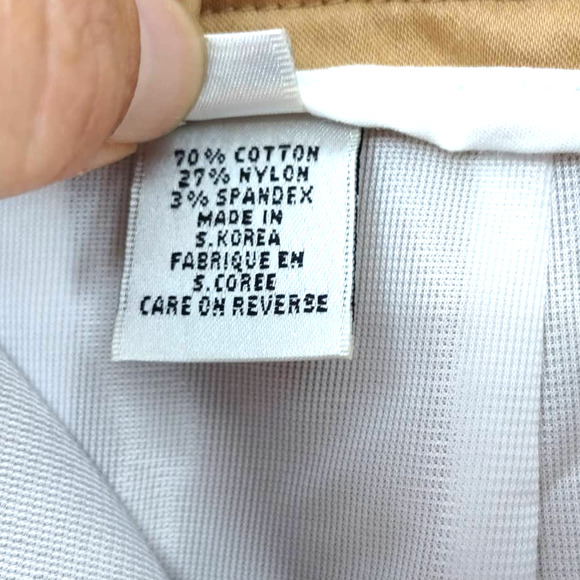 70% COTTON
27% NYLON
3% SPANDEX
MADE IN
S.KOREA
FABRIQUE EN
S.COREE
CARE ON REVERSE